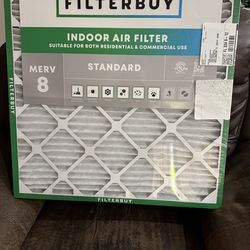 FILTERBUY
INDOOR AIR FILTER
SUITABLE FOR BOTH RESIDENTIAL & COMMERCIAL USE
MERV
8
STANDARD
FILTERBUY